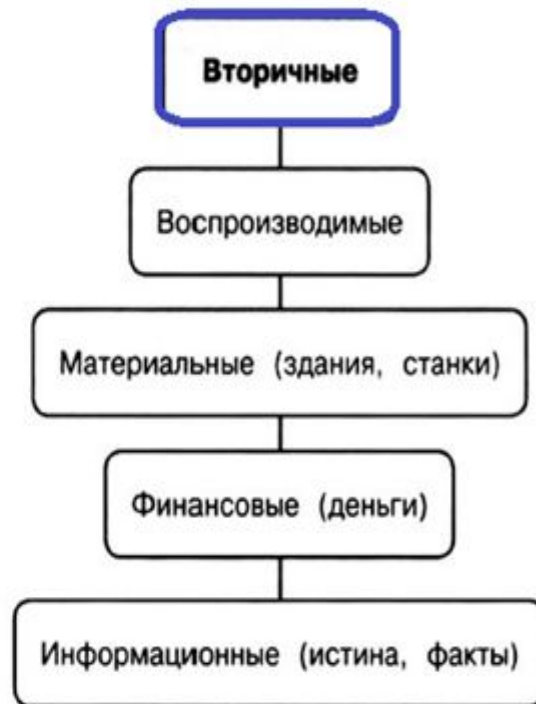 Вторичные
Воспроизводимые
Материальные (здания, станки)
Финансовые (деньги)
Информационные (истина, факты)